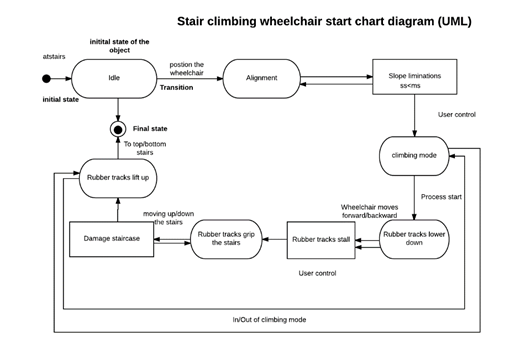 Stair climbing wheelchair start chart diagram (UML)
initital state of the
object
atstairs
postion the
wheelchair
Idle
Alignment
Slope liminations
ss<ms
Transition
initial state
User control
Final state
To top/bottom
stairs
climbing mode
Rubber tracks lift up
Process start
Wheelchair moves
forward/backward
moving up/down
the stairs
Damage staircase
Rubber tracks grip
the stairs
Rubber tracks stall
Rubber tracks lower
down
User control
In/Out of climbing mode